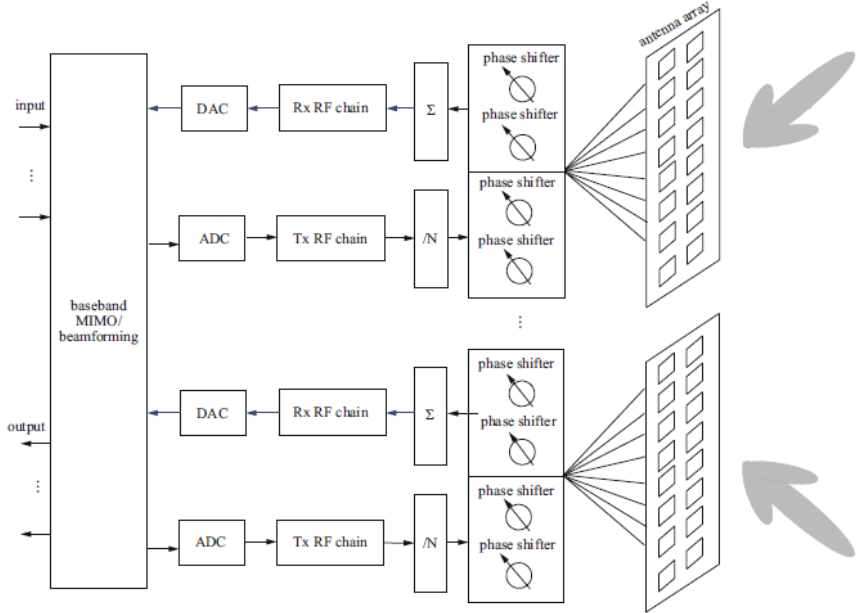 antenna array
input
...
DAC
Rx RF chain
Σ
phase shifter
phase shifter
ADC
Tx RF chain
/N
phase shifter
phase shifter
baseband
MIMO/
beamforming
...
output
...
DAC
Rx RF chain
Σ
phase shifter
phase shifter
ADC
Tx RF chain
/N
phase shifter
phase shifter